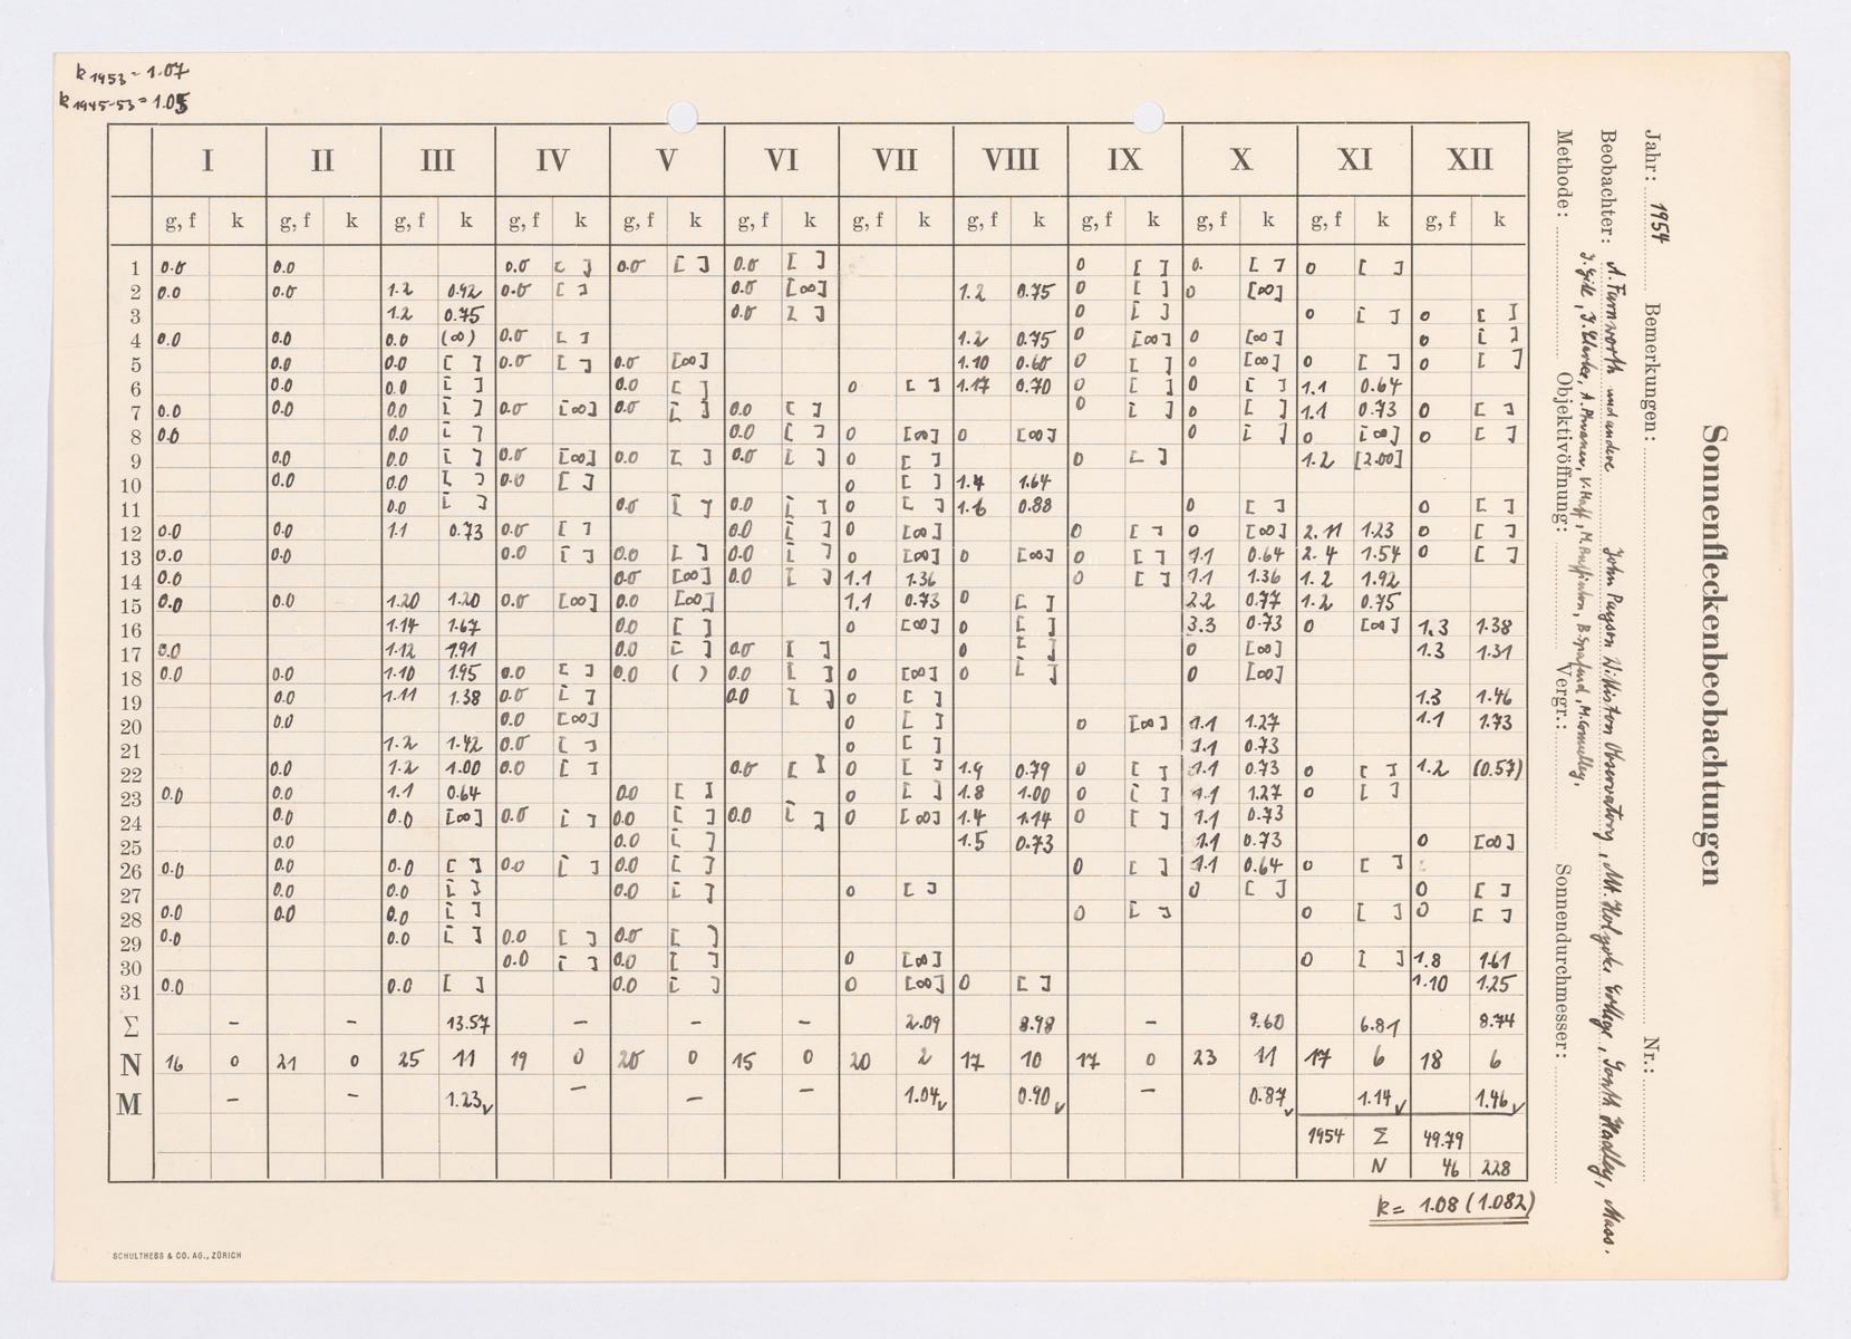 k 1953 = 1.07
k 1945-53 = 1.05
I II III IV V VI VII VIII IX X XI XII
g, f k g, f k g, f k g, f k g, f k g, f k g, f k g, f k g, f k g, f k g, f k g, f k
1 0.0 0.0 0.0 [ ] 0.0 [ ] 0.0 [ ] 0 [ ] 0. [ ] 0 [ ]
2 0.0 0.0 1.2 0.92 0.0 [ ] 0.0 [∞] 1.2 0.75 0 [ ] 0 [∞]
3 1.2 0.75 0.0 [ ] 0 [ ] 0 [ ] 0 [ ]
4 0.0 0.0 0.0 (∞) 0.0 [ ] 1.2 0.75 0 [∞] 0 [∞] 0 [ ]
5 0.0 0.0 [ ] 0.0 [ ] 0.0 [∞] 1.10 0.60 0 [ ] 0 [∞] 0 [ ] 0 [ ]
6 0.0 0.0 [ ] 0.0 [ ] 0 [ ] 1.17 0.70 0 [ ] 0 [ ] 1.1 0.64
7 0.0 0.0 0.0 [ ] 0.0 [∞] 0.0 [ ] 0.0 [ ] 0 [ ] 0 [ ] 1.1 0.73 0 [ ]
8 0.0 0.0 [ ] 0.0 [ ] 0 [∞] 0 [∞] 0 [ ] 0 [∞] 0 [ ]
9 0.0 0.0 [ ] 0.0 [∞] 0.0 [ ] 0.0 [ ] 0 [ ] 0 [ ] 1.2 [2.00]
10 0.0 0.0 [ ] 0.0 [ ] 0 [ ] 1.4 1.64
11 0.0 [ ] 0.0 [ ] 0.0 [ ] 0 [ ] 1.6 0.88 0 [ ] 0 [ ]
12 0.0 0.0 1.1 0.73 0.0 [ ] 0.0 [ ] 0 [∞] 0 [ ] 0 [∞] 2.11 1.23 0 [ ]
13 0.0 0.0 0.0 [ ] 0.0 [ ] 0.0 [ ] 0 [∞] 0 [∞] 0 [ ] 1.1 0.64 2.4 1.54 0 [ ]
14 0.0 0.0 [∞] 0.0 [ ] 1.1 1.36 0 [ ] 1.1 1.36 1.2 1.92
15 0.0 0.0 1.20 1.20 0.0 [∞] 0.0 [∞] 1.1 0.73 0 [ ] 2.2 0.77 1.2 0.75
16 1.14 1.67 0.0 [ ] 0 [∞] 0 [ ] 3.3 0.73 0 [∞] 1.3 1.38
17 0.0 1.12 1.91 0.0 [ ] 0.0 [ ] 0 [ ] 0 [∞] 1.3 1.31
18 0.0 0.0 1.10 1.95 0.0 [ ] 0.0 ( ) 0.0 [ ] 0 [∞] 0 [ ] 0 [∞]
19 0.0 1.11 1.38 0.0 [ ] 0.0 [ ] 0 [ ] 1.3 1.46
20 0.0 0.0 [∞] 0 [ ] 0 [∞] 1.1 1.27 1.1 1.73
21 1.2 1.42 0.0 [ ] 0 [ ] 1.1 0.73
22 0.0 1.2 1.00 0.0 [ ] 0.0 [ ] 0 [ ] 1.9 0.79 0 [ ] 1.1 0.73 0 [ ] 1.2 (0.57)
23 0.0 0.0 1.1 0.64 0.0 [ ] 0 [ ] 1.8 1.00 0 [ ] 1.1 1.27 0 [ ]
24 0.0 0.0 [∞] 0.0 [ ] 0.0 [ ] 0.0 [ ] 0 [∞] 1.4 1.14 0 [ ] 1.1 0.73
25 0.0 0.0 [ ] 1.5 0.73 1.1 0.73 0 [∞]
26 0.0 0.0 0.0 [ ] 0.0 [ ] 0.0 [ ] 0 [ ] 1.1 0.64 0 [ ]
27 0.0 0.0 [ ] 0.0 [ ] 0 [ ] 0 [ ] 0 [ ]
28 0.0 0.0 0.0 [ ] 0 [ ] 0 [ ] 0 [ ]
29 0.0 0.0 [ ] 0.0 [ ] 0.0 [ ]
30 0.0 [ ] 0.0 [ ] 0 [∞] 0 [ ] 1.8 1.61
31 0.0 0.0 [ ] 0.0 [ ] 0 [∞] 0 [ ] 1.10 1.25
Σ – – 13.57 – – – 2.09 8.98 – 9.60 6.81 8.74
N 16 0 21 0 25 11 19 0 20 0 15 0 20 2 17 10 17 0 23 11 17 6 18 6
M – – 1.23 – – – 1.04 0.90 – 0.87 1.14 1.46
1954 Σ 49.79
N 46 228
k = 1.08 (1.082)
SCHULTHESS & CO. AG., ZÜRICH
Sonnenfleckenbeobachtungen
Jahr: 1954 Bemerkungen: Nr.:
Beobachter: A. Farnworth und andere John Payson Williston Observatory, Mt. Holyoke College, South Hadley, Mass.
Methode: Objektivöffnung: Vergr.: Sonnendurchmesser: